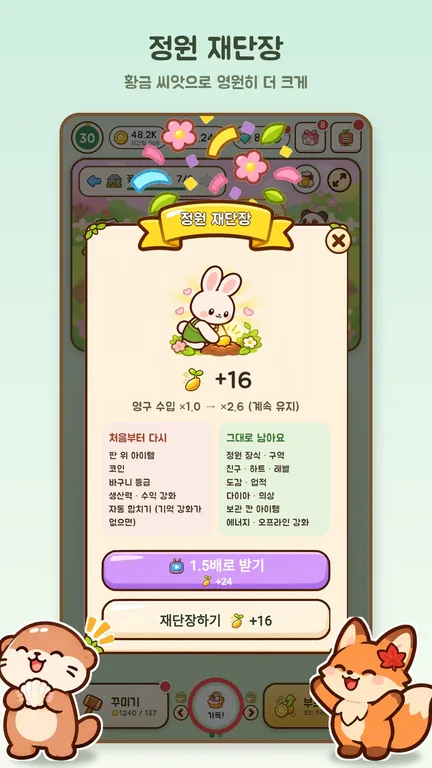 정원 재단장
황금 씨앗으로 영원히 더 크게
30
48.2K
8
7/
정원 재단장
+16
영구 수입 ×1.0 → ×2.6 (계속 유지)
처음부터 다시
판 위 아이템
코인
바구니 등급
생산력 · 수익 강화
자동 합치기 (기억 강화가
없으면)
그대로 남아요
정원 장식 · 구역
친구 · 하트 · 레벨
도감 · 업적
다이아 · 의상
보관 칸 아이템
에너지 · 오프라인 강화
1.5배로 받기
+24
재단장하기 +16
꾸미기
1240 / 137
가득!